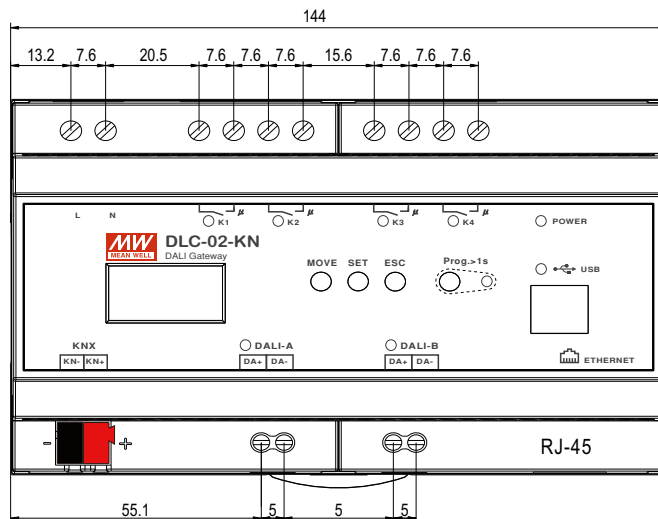 144
13.2 7.6 20.5 7.6 7.6 7.6 15.6 7.6 7.6 7.6
L N K1 μ K2 μ K3 μ K4 μ POWER
MW
MEAN WELL
DLC-02-KN
DALI Gateway
MOVE SET ESC Prog.>1s USB
KNX DALI-A DALI-B
KN- KN+ DA+ DA- DA+ DA- ETHERNET
- + RJ-45
55.1 5 5 5